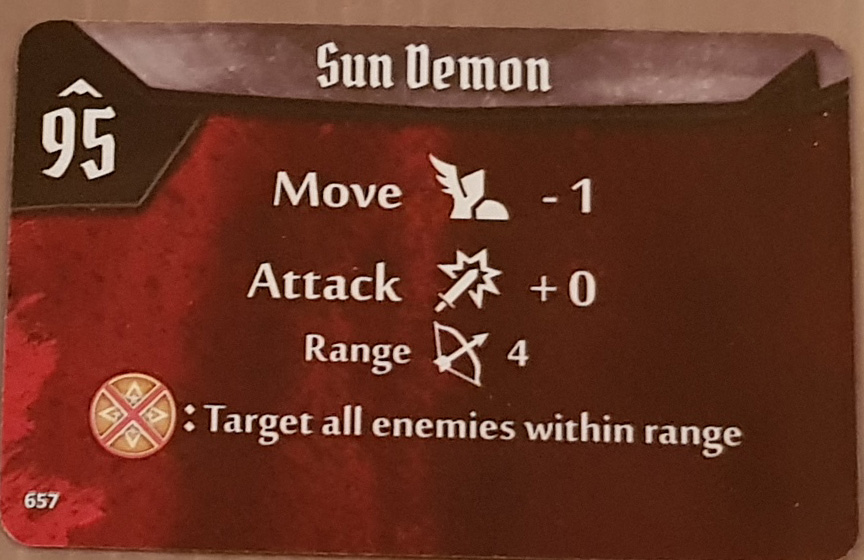 Sun Demon
95
Move - 1
Attack + 0
Range 4
: Target all enemies within range
657